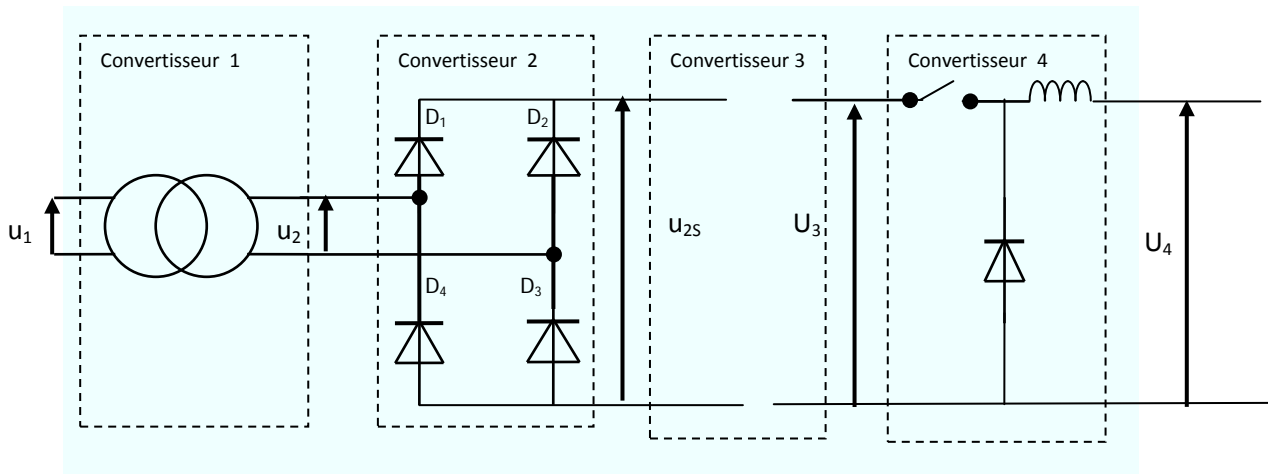 Convertisseur 1
Convertisseur 2
Convertisseur 3
Convertisseur 4
D₁
D₂
u₁
u₂
u₂S
U₃
U₄
D₄
D₃